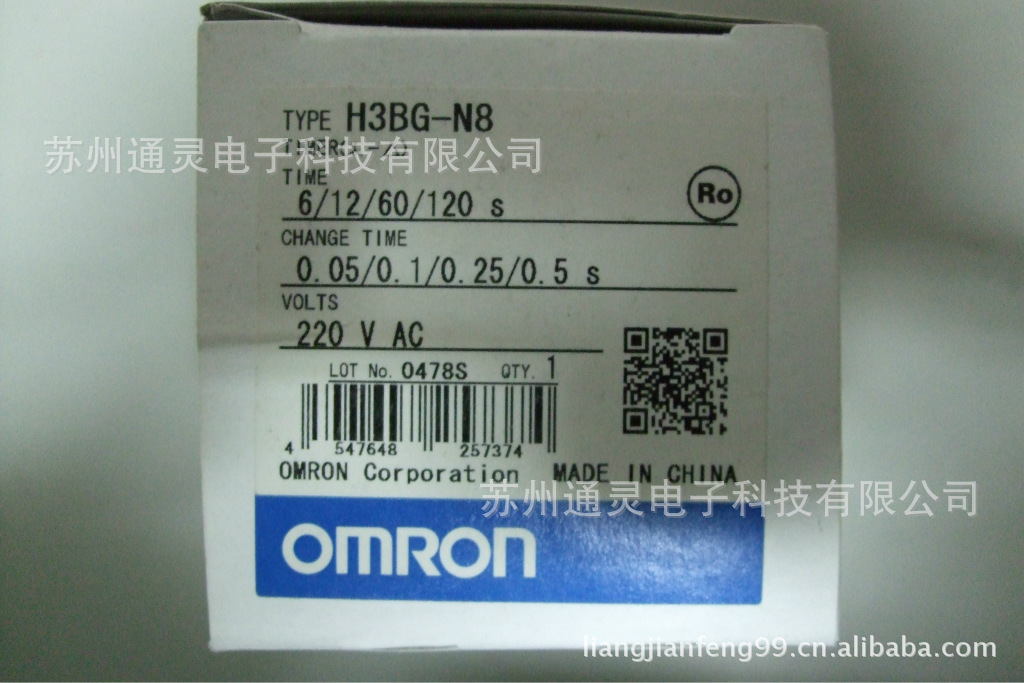 TYPE H3BG-N8
苏州通灵电子科技有限公司
TIME
6/12/60/120 s
Ro
CHANGE TIME
0.05/0.1/0.25/0.5 s
VOLTS
220 V AC
LOT No. 0478S QTY. 1
4 547648 257374
OMRON Corporation MADE IN CHINA
苏州通灵电子科技有限公司
OMRON
liangjianfeng99.cn.alibaba.com